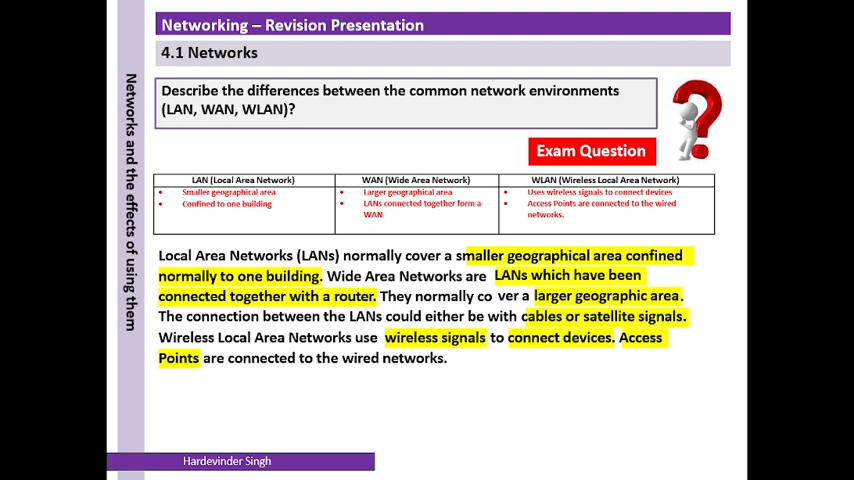 Networking – Revision Presentation
4.1 Networks
Networks and the effects of using them
Describe the differences between the common network environments
(LAN, WAN, WLAN)?
Exam Question
LAN (Local Area Network)
• Smaller geographical area
• Confined to one building
WAN (Wide Area Network)
• Larger geographical area
• LANs connected together form a
WAN
WLAN (Wireless Local Area Network)
• Uses wireless signals to connect devices
• Access Points are connected to the wired
networks.
Local Area Networks (LANs) normally cover a smaller geographical area confined
normally to one building. Wide Area Networks are LANs which have been
connected together with a router. They normally co ver a larger geographic area.
The connection between the LANs could either be with cables or satellite signals.
Wireless Local Area Networks use wireless signals to connect devices. Access
Points are connected to the wired networks.
Hardevinder Singh